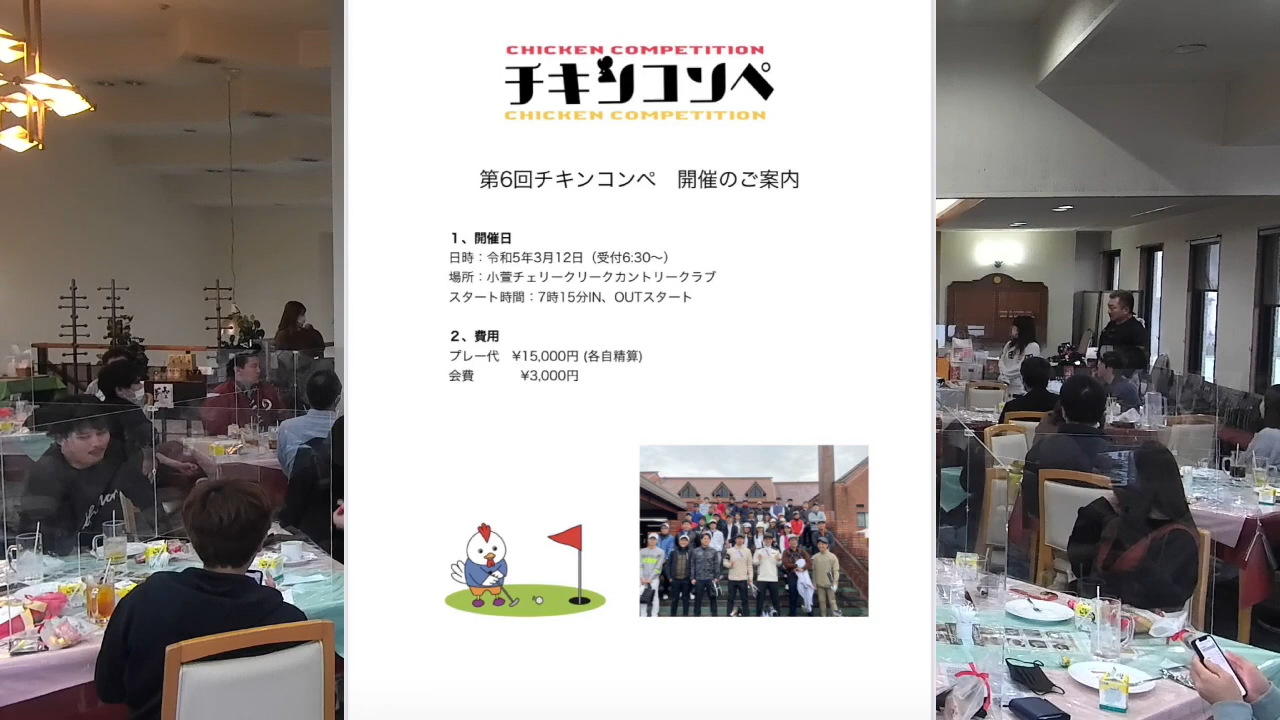 CHICKEN COMPETITION
チキンコンペ
CHICKEN COMPETITION
第6回チキンコンペ　開催のご案内
１、開催日
日時：令和5年3月12日（受付6:30〜）
場所：小萱チェリークリークカントリークラブ
スタート時間：7時15分IN、OUTスタート
２、費用
プレー代　¥15,000円 (各自精算)
会費　　　¥3,000円